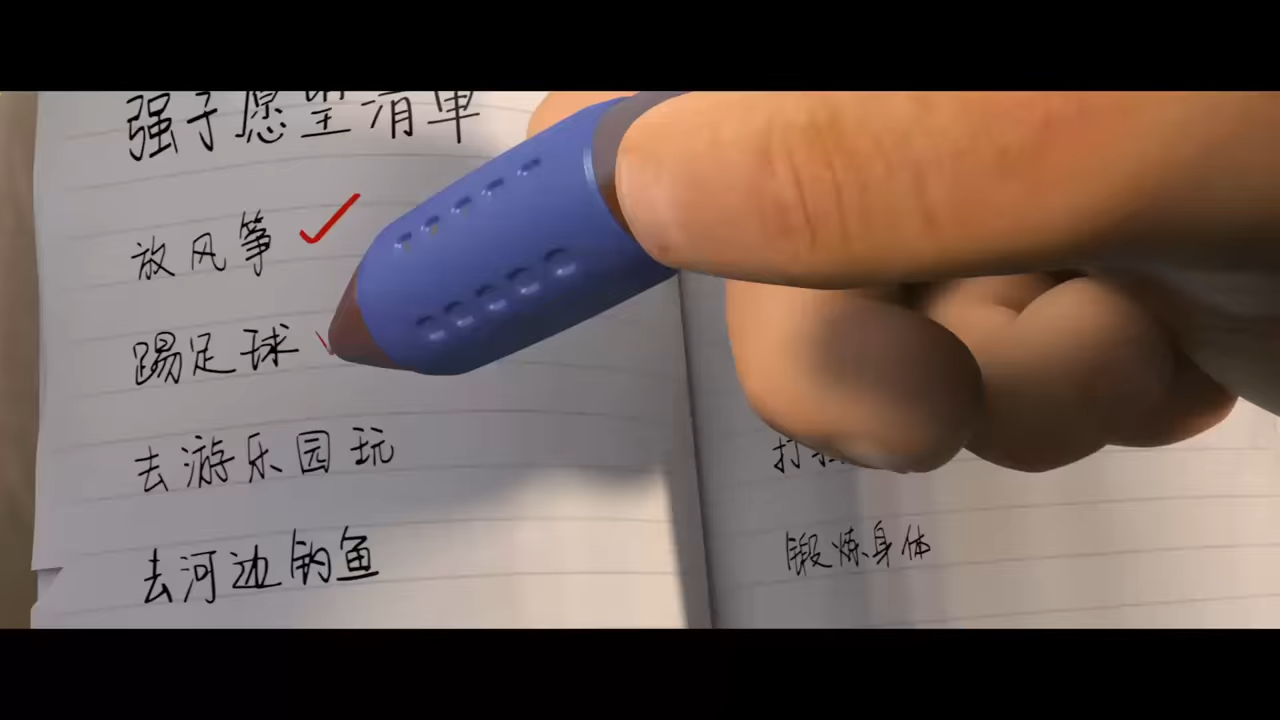 强子愿望清单
放风筝
踢足球
去游乐园玩
去河边钓鱼
打
锻炼身体